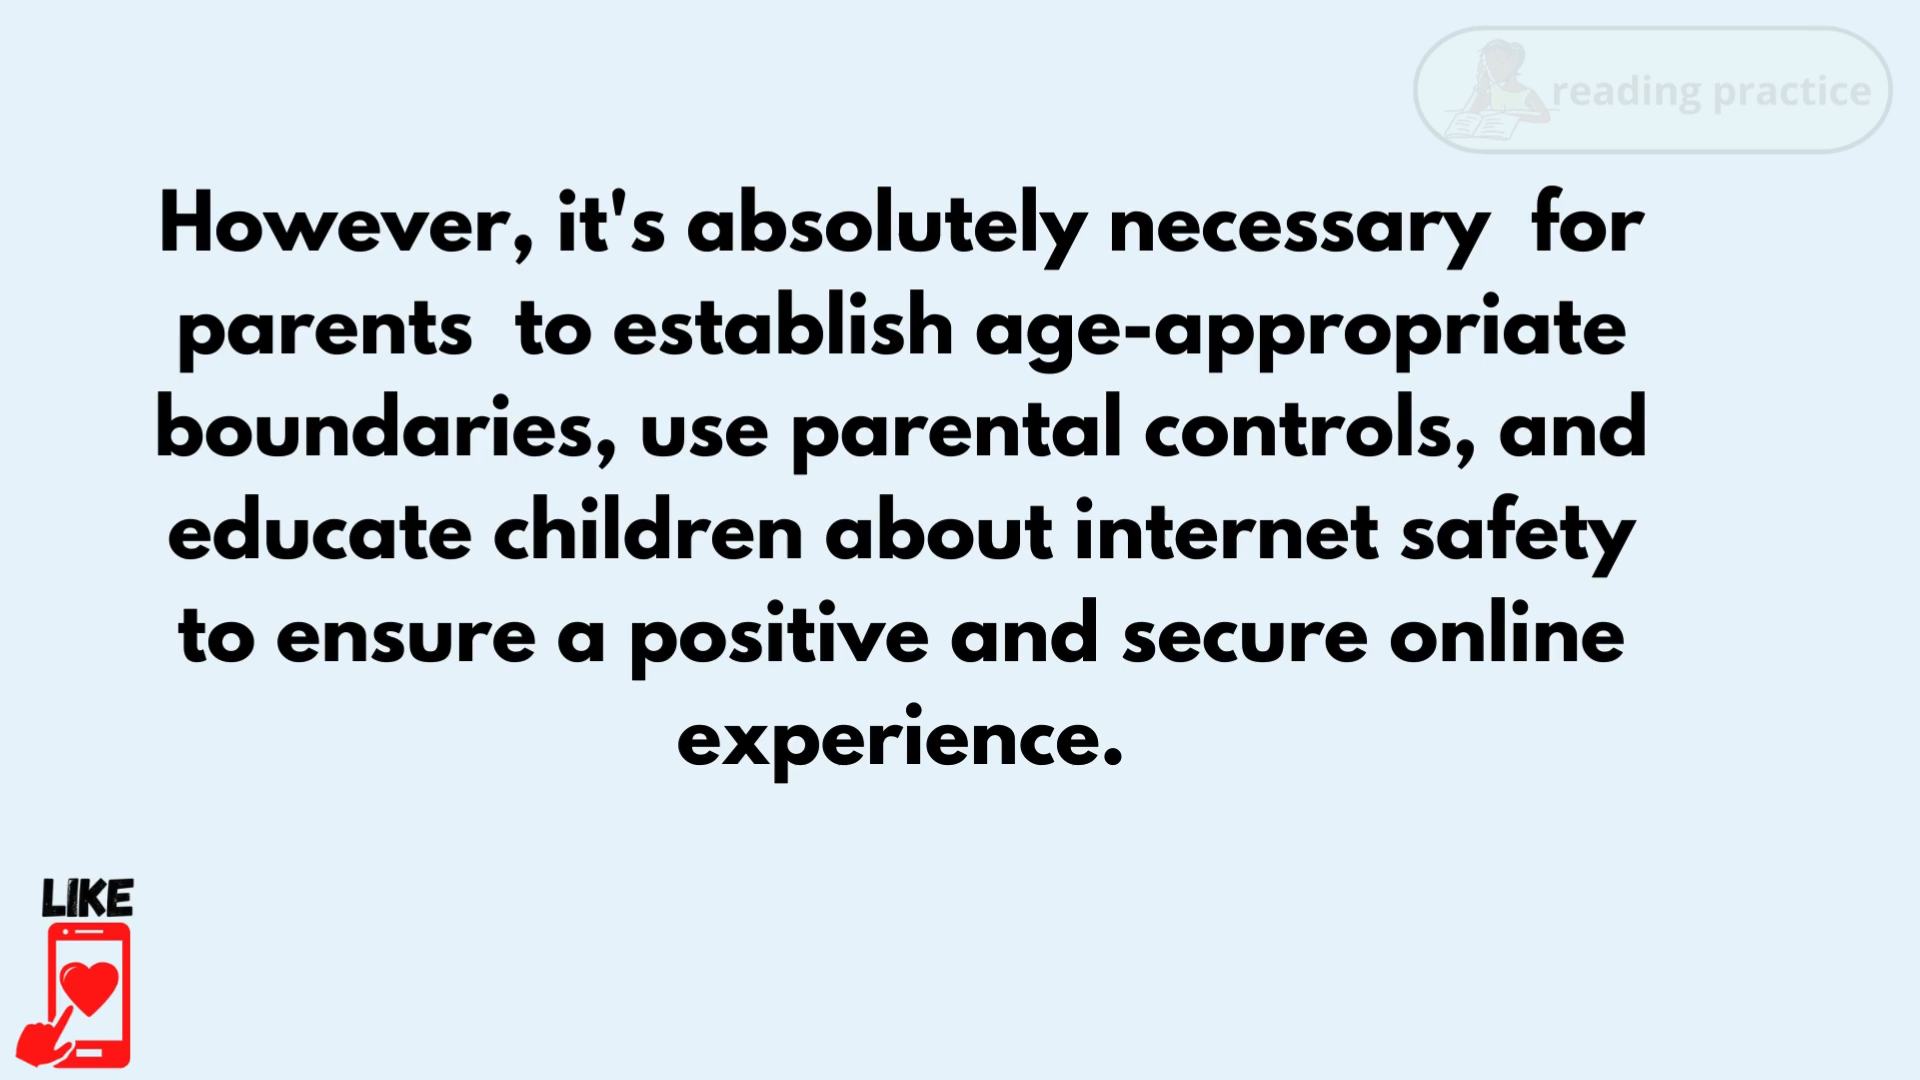 reading practice
However, it's absolutely necessary  for
parents  to establish age-appropriate
boundaries, use parental controls, and
educate children about internet safety
to ensure a positive and secure online
experience.
LIKE